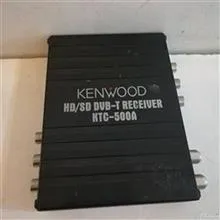 KENWOOD
HD/SD DVB-T RECEIVER
KTC-500A